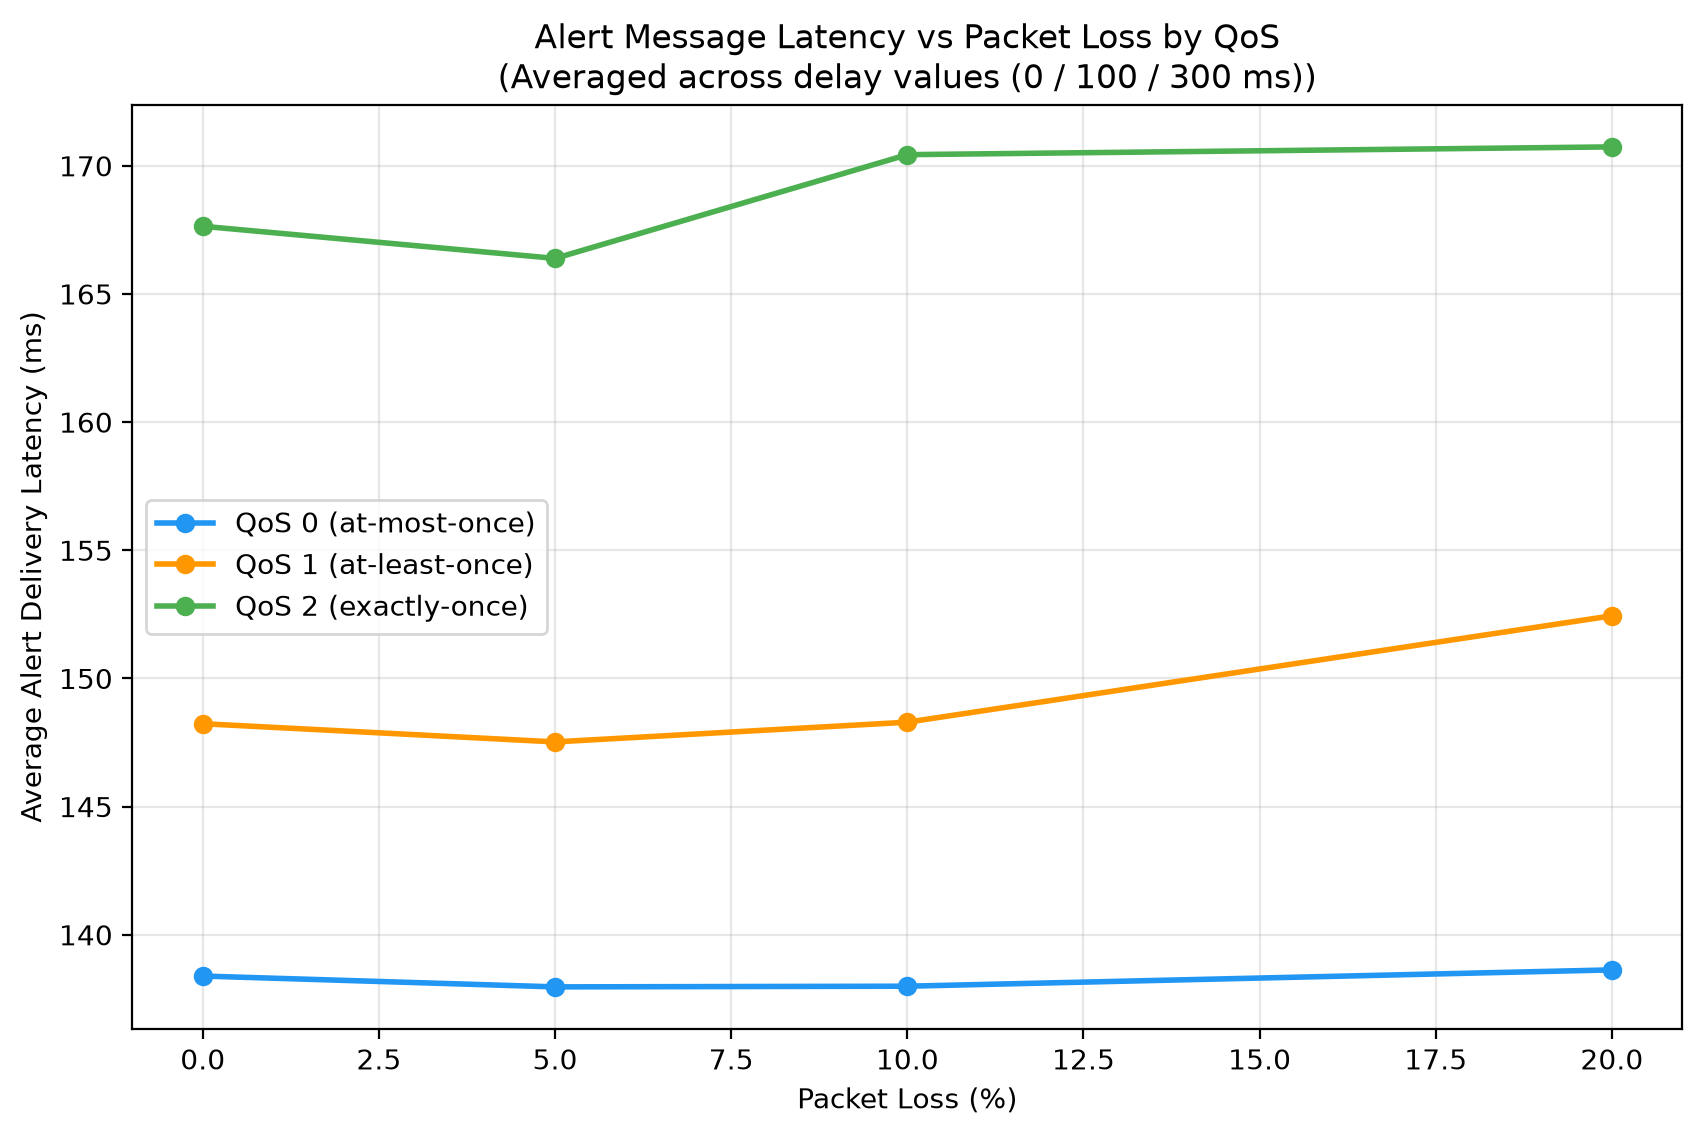 Alert Message Latency vs Packet Loss by QoS
(Averaged across delay values (0 / 100 / 300 ms))
Average Alert Delivery Latency (ms)
170
165
160
155
150
145
140
QoS 0 (at-most-once)
QoS 1 (at-least-once)
QoS 2 (exactly-once)
0.0 2.5 5.0 7.5 10.0 12.5 15.0 17.5 20.0
Packet Loss (%)